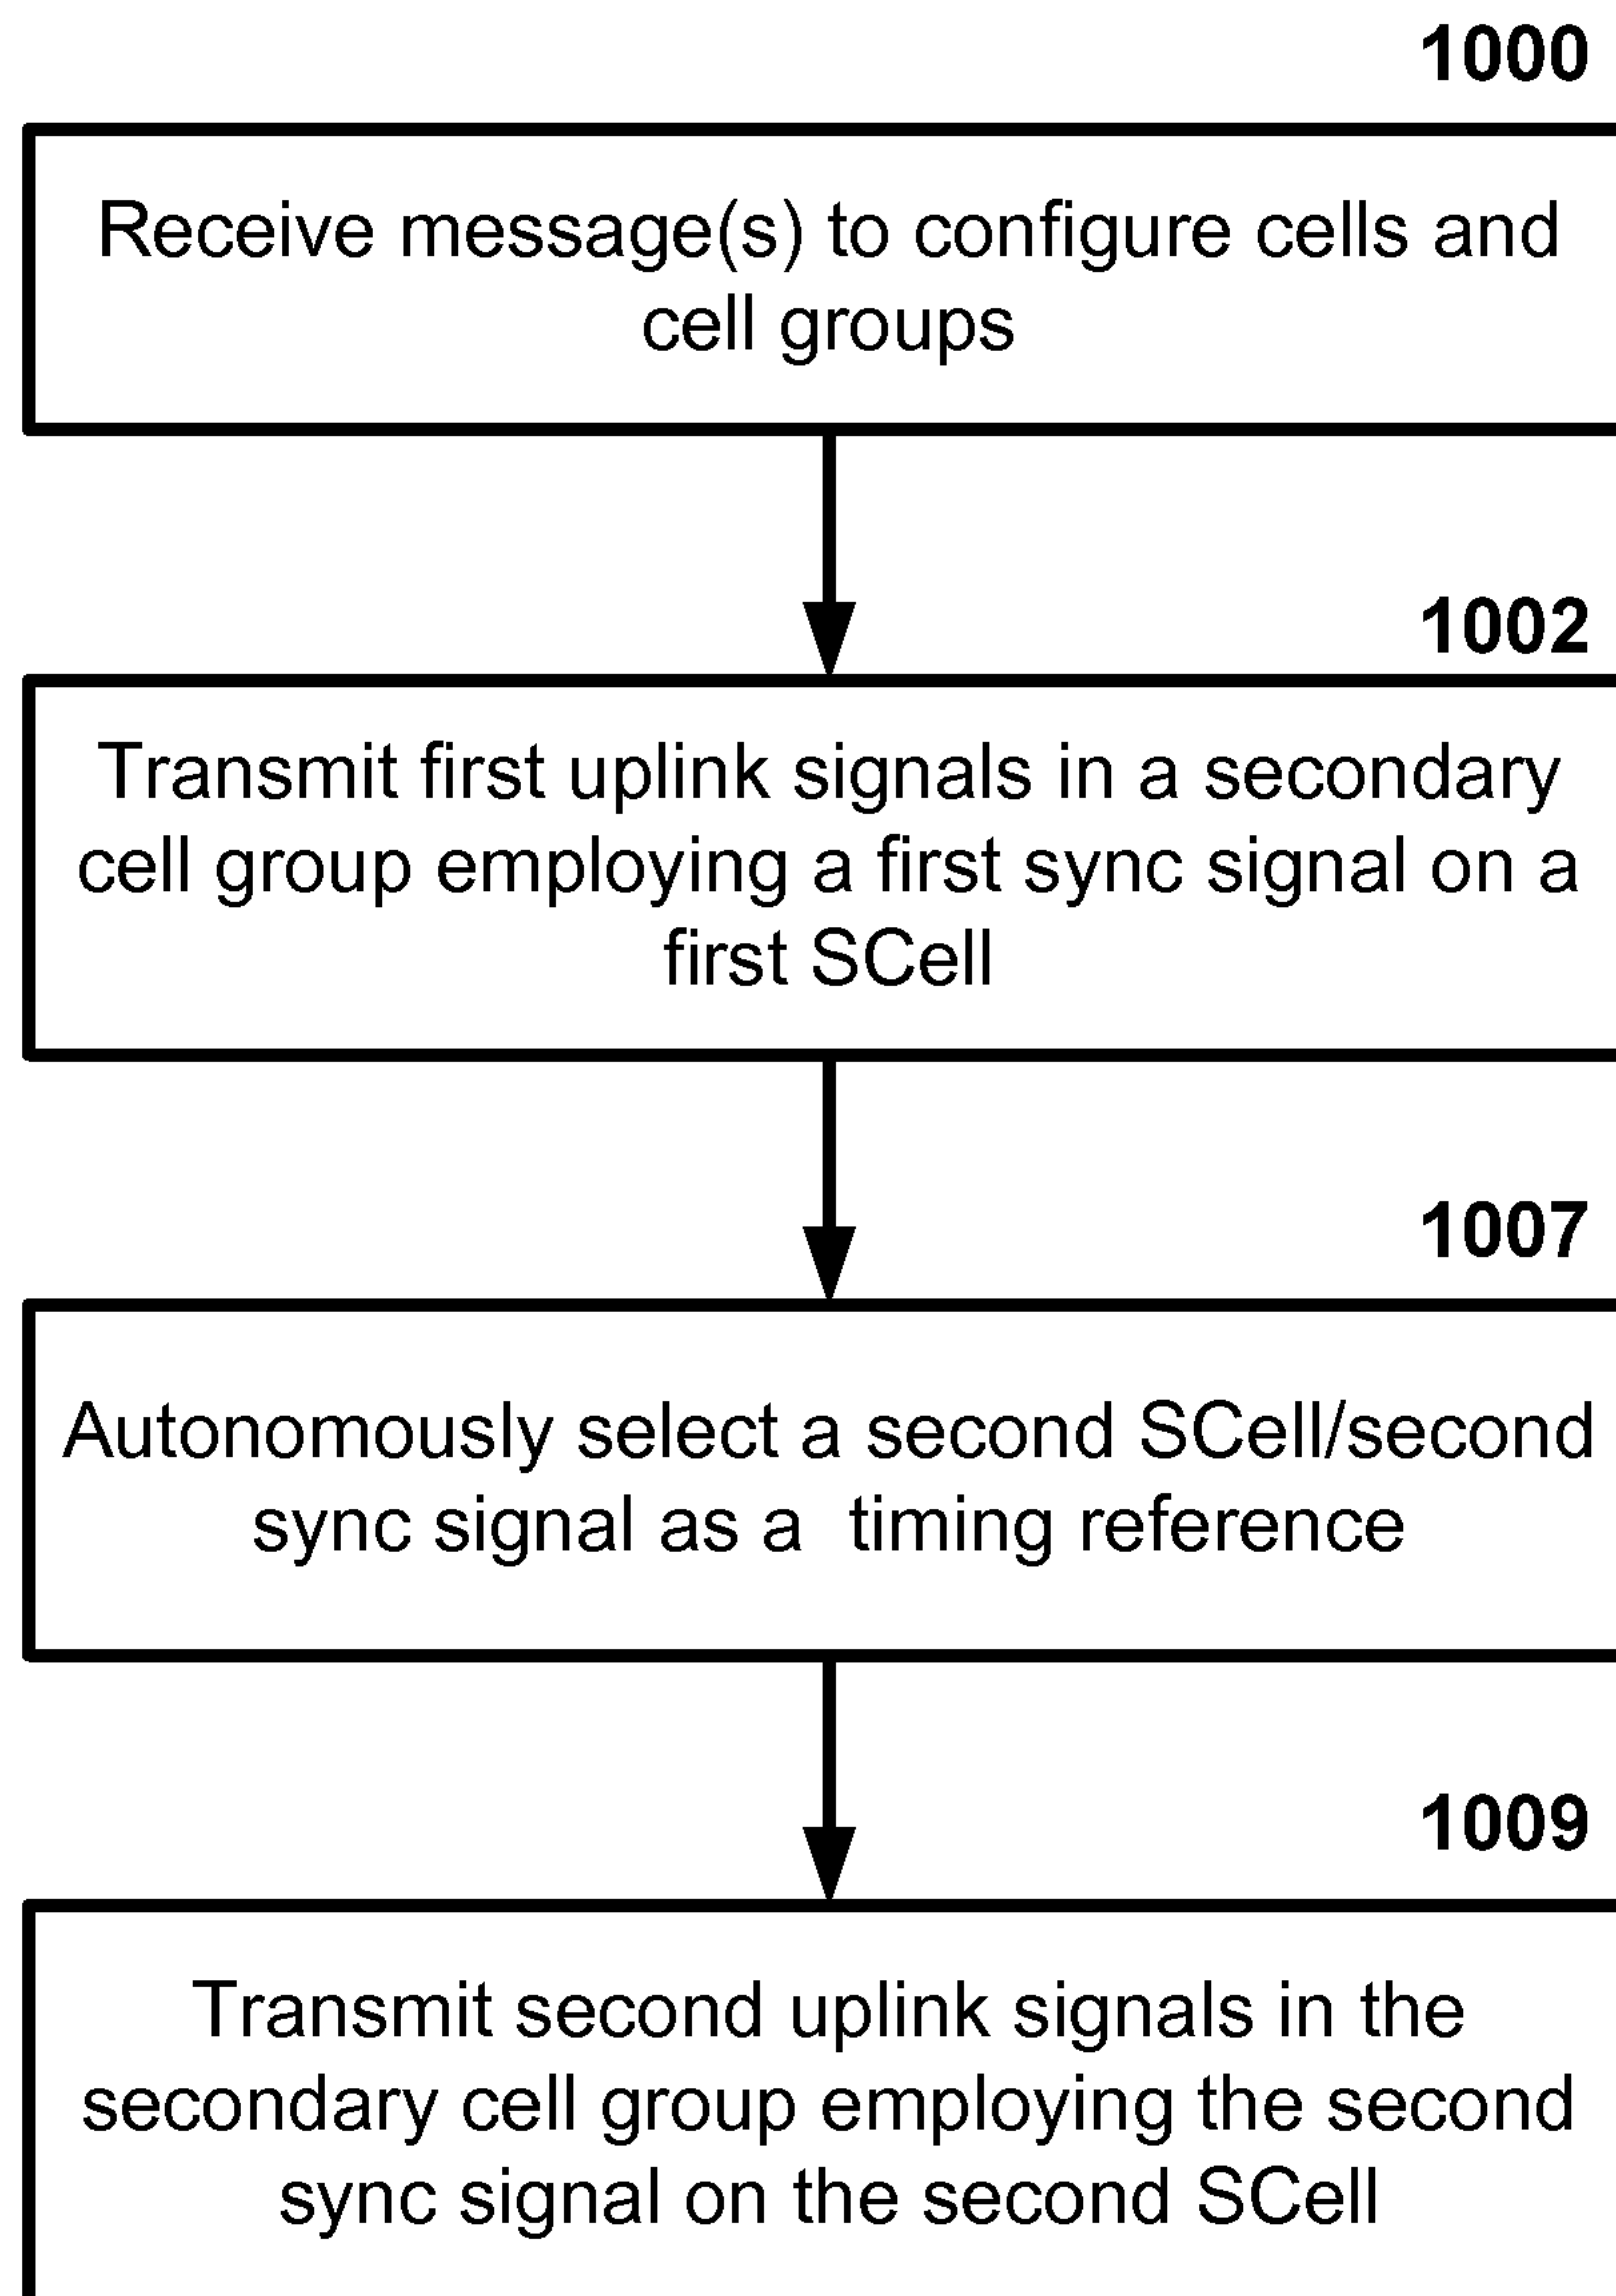 1000
Receive message(s) to configure cells and
cell groups
1002
Transmit first uplink signals in a secondary
cell group employing a first sync signal on a
first SCell
1007
Autonomously select a second SCell/second
sync signal as a timing reference
1009
Transmit second uplink signals in the
secondary cell group employing the second
sync signal on the second SCell